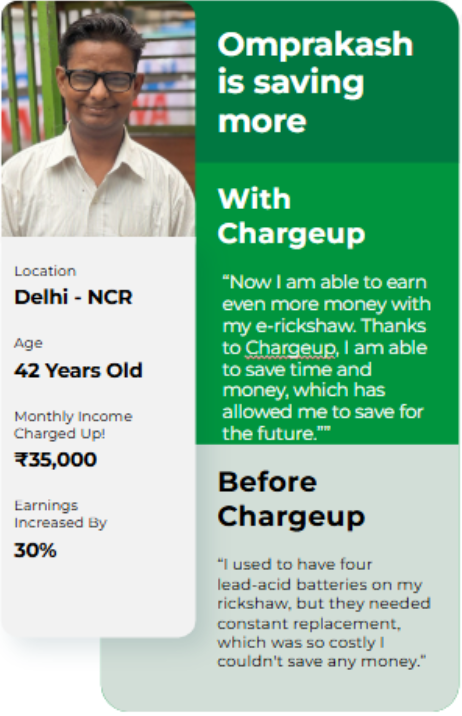 Omprakash
is saving
more
With
Chargeup
“Now I am able to earn
even more money with
my e-rickshaw. Thanks
to Chargeup, I am able
to save time and
money, which has
allowed me to save for
the future.””
Before
Chargeup
“I used to have four
lead-acid batteries on my
rickshaw, but they needed
constant replacement,
which was so costly I
couldn't save any money.”
Location
Delhi - NCR
Age
42 Years Old
Monthly Income
Charged Up!
₹35,000
Earnings
Increased By
30%